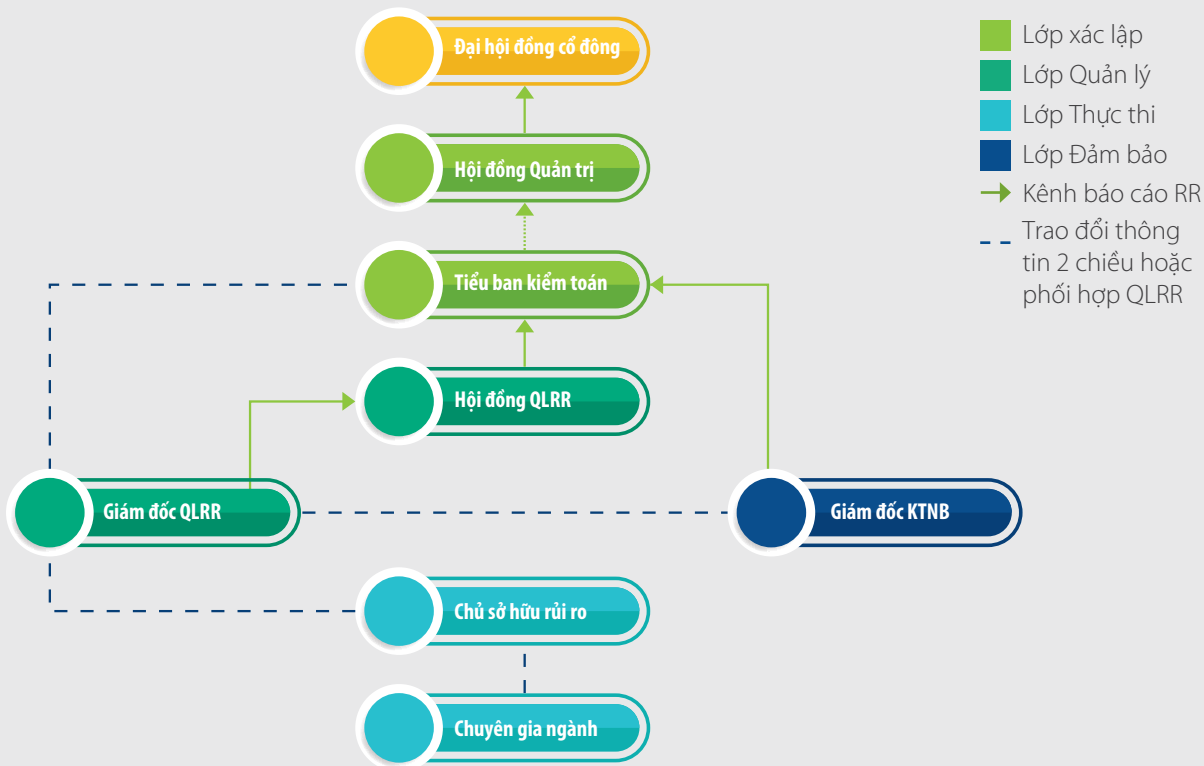 Đại hội đồng cổ đông
Hội đồng Quản trị
Tiểu ban kiểm toán
Hội đồng QLRR
Giám đốc QLRR
Giám đốc KTNB
Chủ sở hữu rủi ro
Chuyên gia ngành
Lớp xác lập
Lớp Quản lý
Lớp Thực thi
Lớp Đảm bảo
Kênh báo cáo RR
Trao đổi thông
tin 2 chiều hoặc
phối hợp QLRR